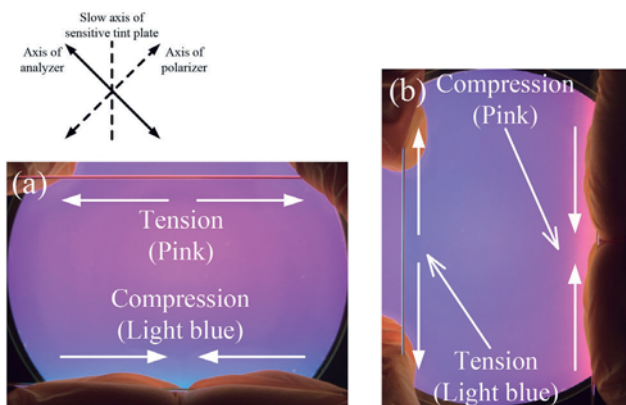 Slow axis of
sensitive tint plate
Axis of
analyzer
Axis of
polarizer
(a)
Tension
(Pink)
Compression
(Light blue)
(b)
Compression
(Pink)
Tension
(Light blue)